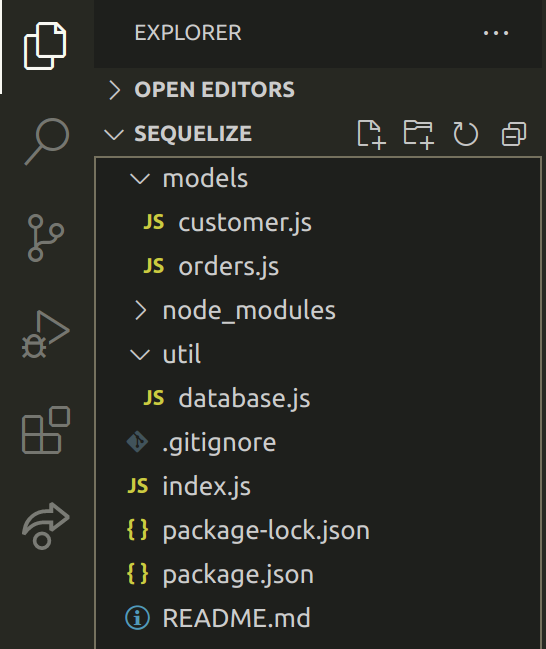 EXPLORER
OPEN EDITORS
SEQUELIZE
models
JS customer.js
JS orders.js
node_modules
util
JS database.js
.gitignore
JS index.js
{} package-lock.json
{} package.json
README.md